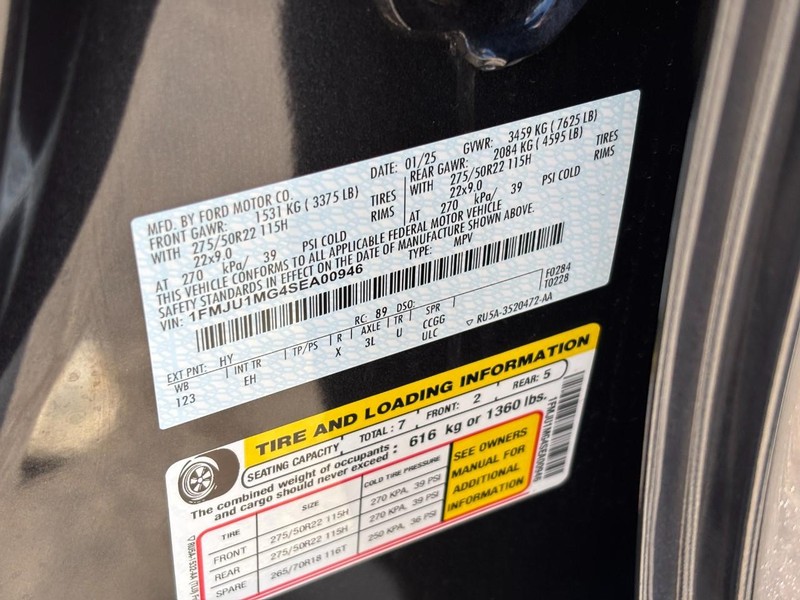 MFD. BY FORD MOTOR CO.
DATE: 01/25 GVWR: 3459 KG ( 7625 LB)
FRONT GAWR: 1531 KG ( 3375 LB) REAR GAWR: 2084 KG ( 4595 LB)
WITH 275/50R22 115H TIRES WITH 275/50R22 115H TIRES
22x9.0 RIMS 22x9.0 RIMS
AT 270 kPa/ 39 PSI COLD AT 270 kPa/ 39 PSI COLD
THIS VEHICLE CONFORMS TO ALL APPLICABLE FEDERAL MOTOR VEHICLE
SAFETY STANDARDS IN EFFECT ON THE DATE OF MANUFACTURE SHOWN ABOVE.
VIN: 1FMJU1MG4SEA00946 TYPE: MPV
F0284
T0228
EXT PNT: HY RC: 89 DSO:
WB INT TR TP/PS R AXLE TR SPR
123 EH X 3L U CCGG
ULC
▽ RU5A-3520472-AA
TIRE AND LOADING INFORMATION
SEATING CAPACITY TOTAL : 7 FRONT: 2 REAR: 5
The combined weight of occupants and cargo should never exceed : 616 kg or 1360 lbs.
TIRE SIZE COLD TIRE PRESSURE
FRONT 275/50R22 115H 270 KPA, 39 PSI
REAR 275/50R22 115H 270 KPA, 39 PSI
SPARE 265/70R18 116T 250 KPA, 36 PSI
SEE OWNERS
MANUAL FOR
ADDITIONAL
INFORMATION
1FMJU1MG4SEA00946